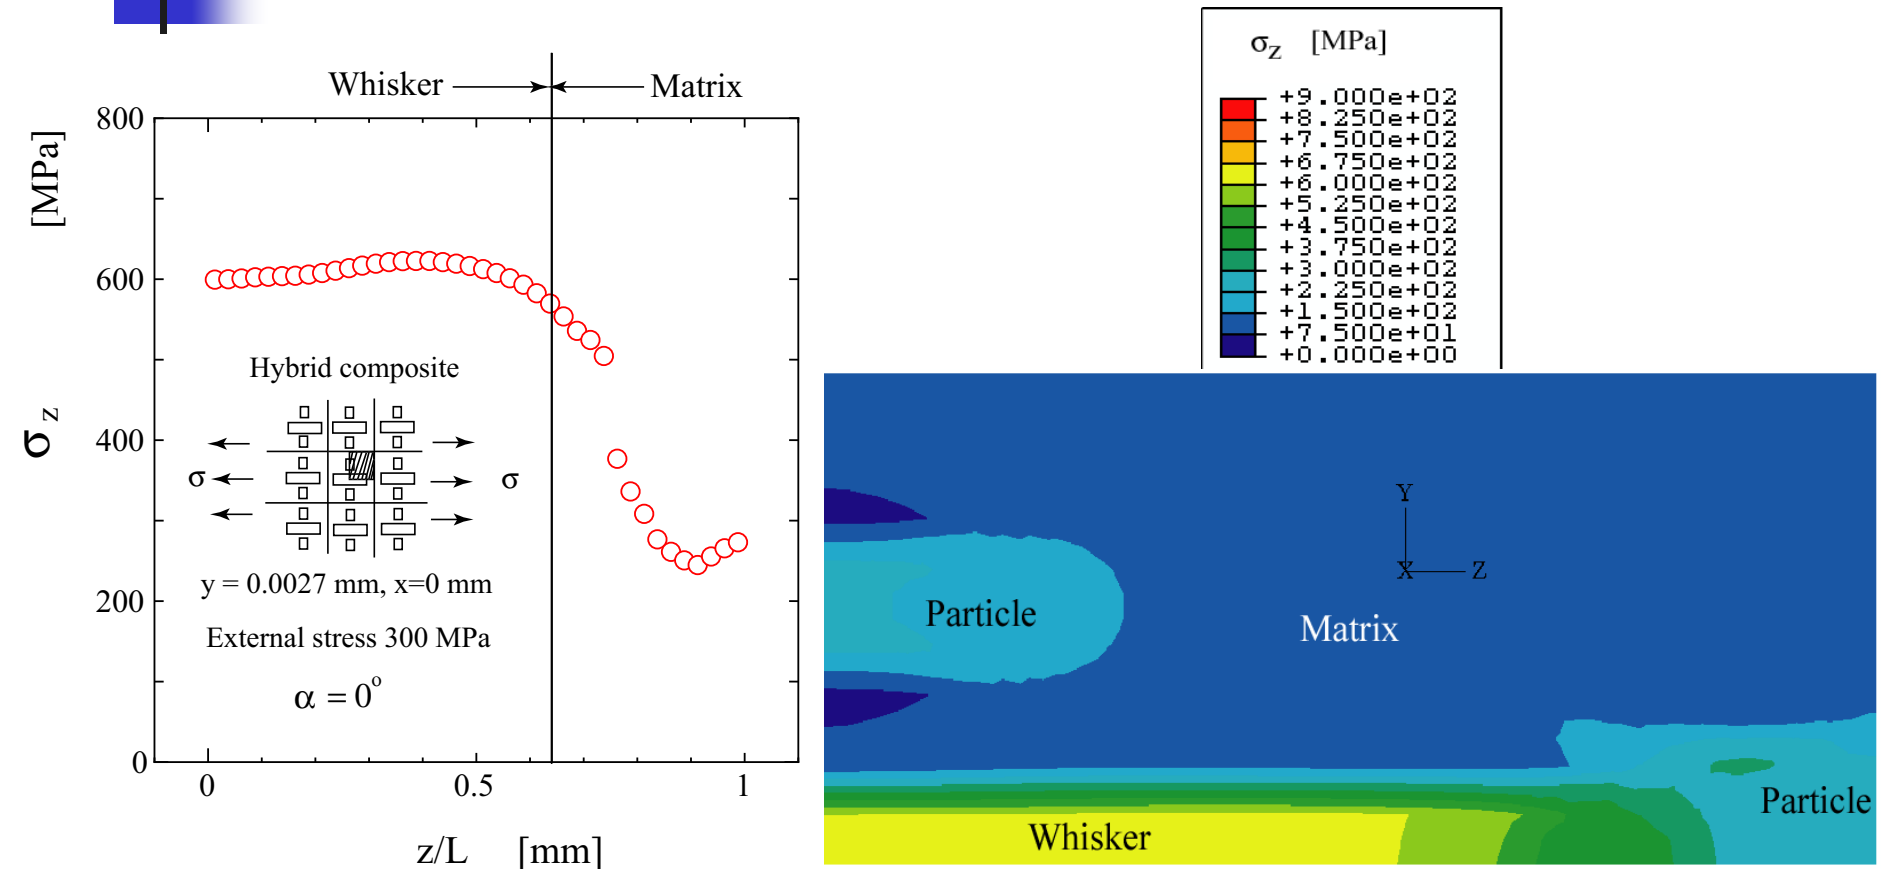 Whisker
Matrix
800
600
400
200
0
0
0.5
1
σz [MPa]
z/L [mm]
Hybrid composite
σ
σ
y = 0.0027 mm, x=0 mm
External stress 300 MPa
α = 0°
σZ [MPa]
+9.000e+02
+8.250e+02
+7.500e+02
+6.750e+02
+6.000e+02
+5.250e+02
+4.500e+02
+3.750e+02
+3.000e+02
+2.250e+02
+1.500e+02
+7.500e+01
+0.000e+00
Y
X
Z
Particle
Matrix
Particle
Whisker